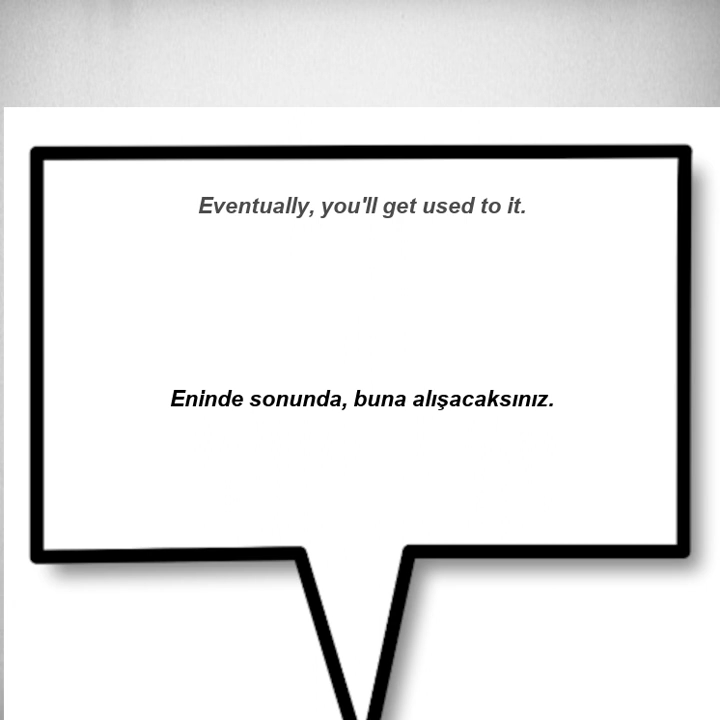 Eventually, you'll get used to it.
Eninde sonunda, buna alışacaksınız.